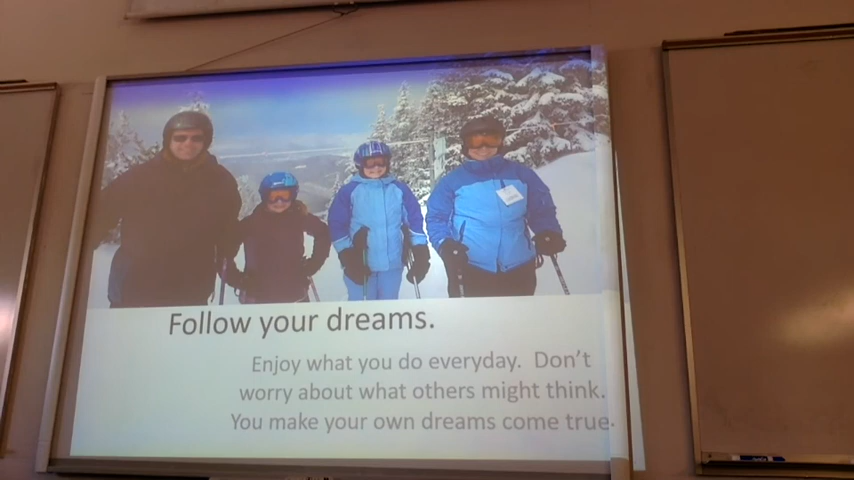 Follow your dreams.
Enjoy what you do everyday.  Don't
worry about what others might think.
You make your own dreams come true.